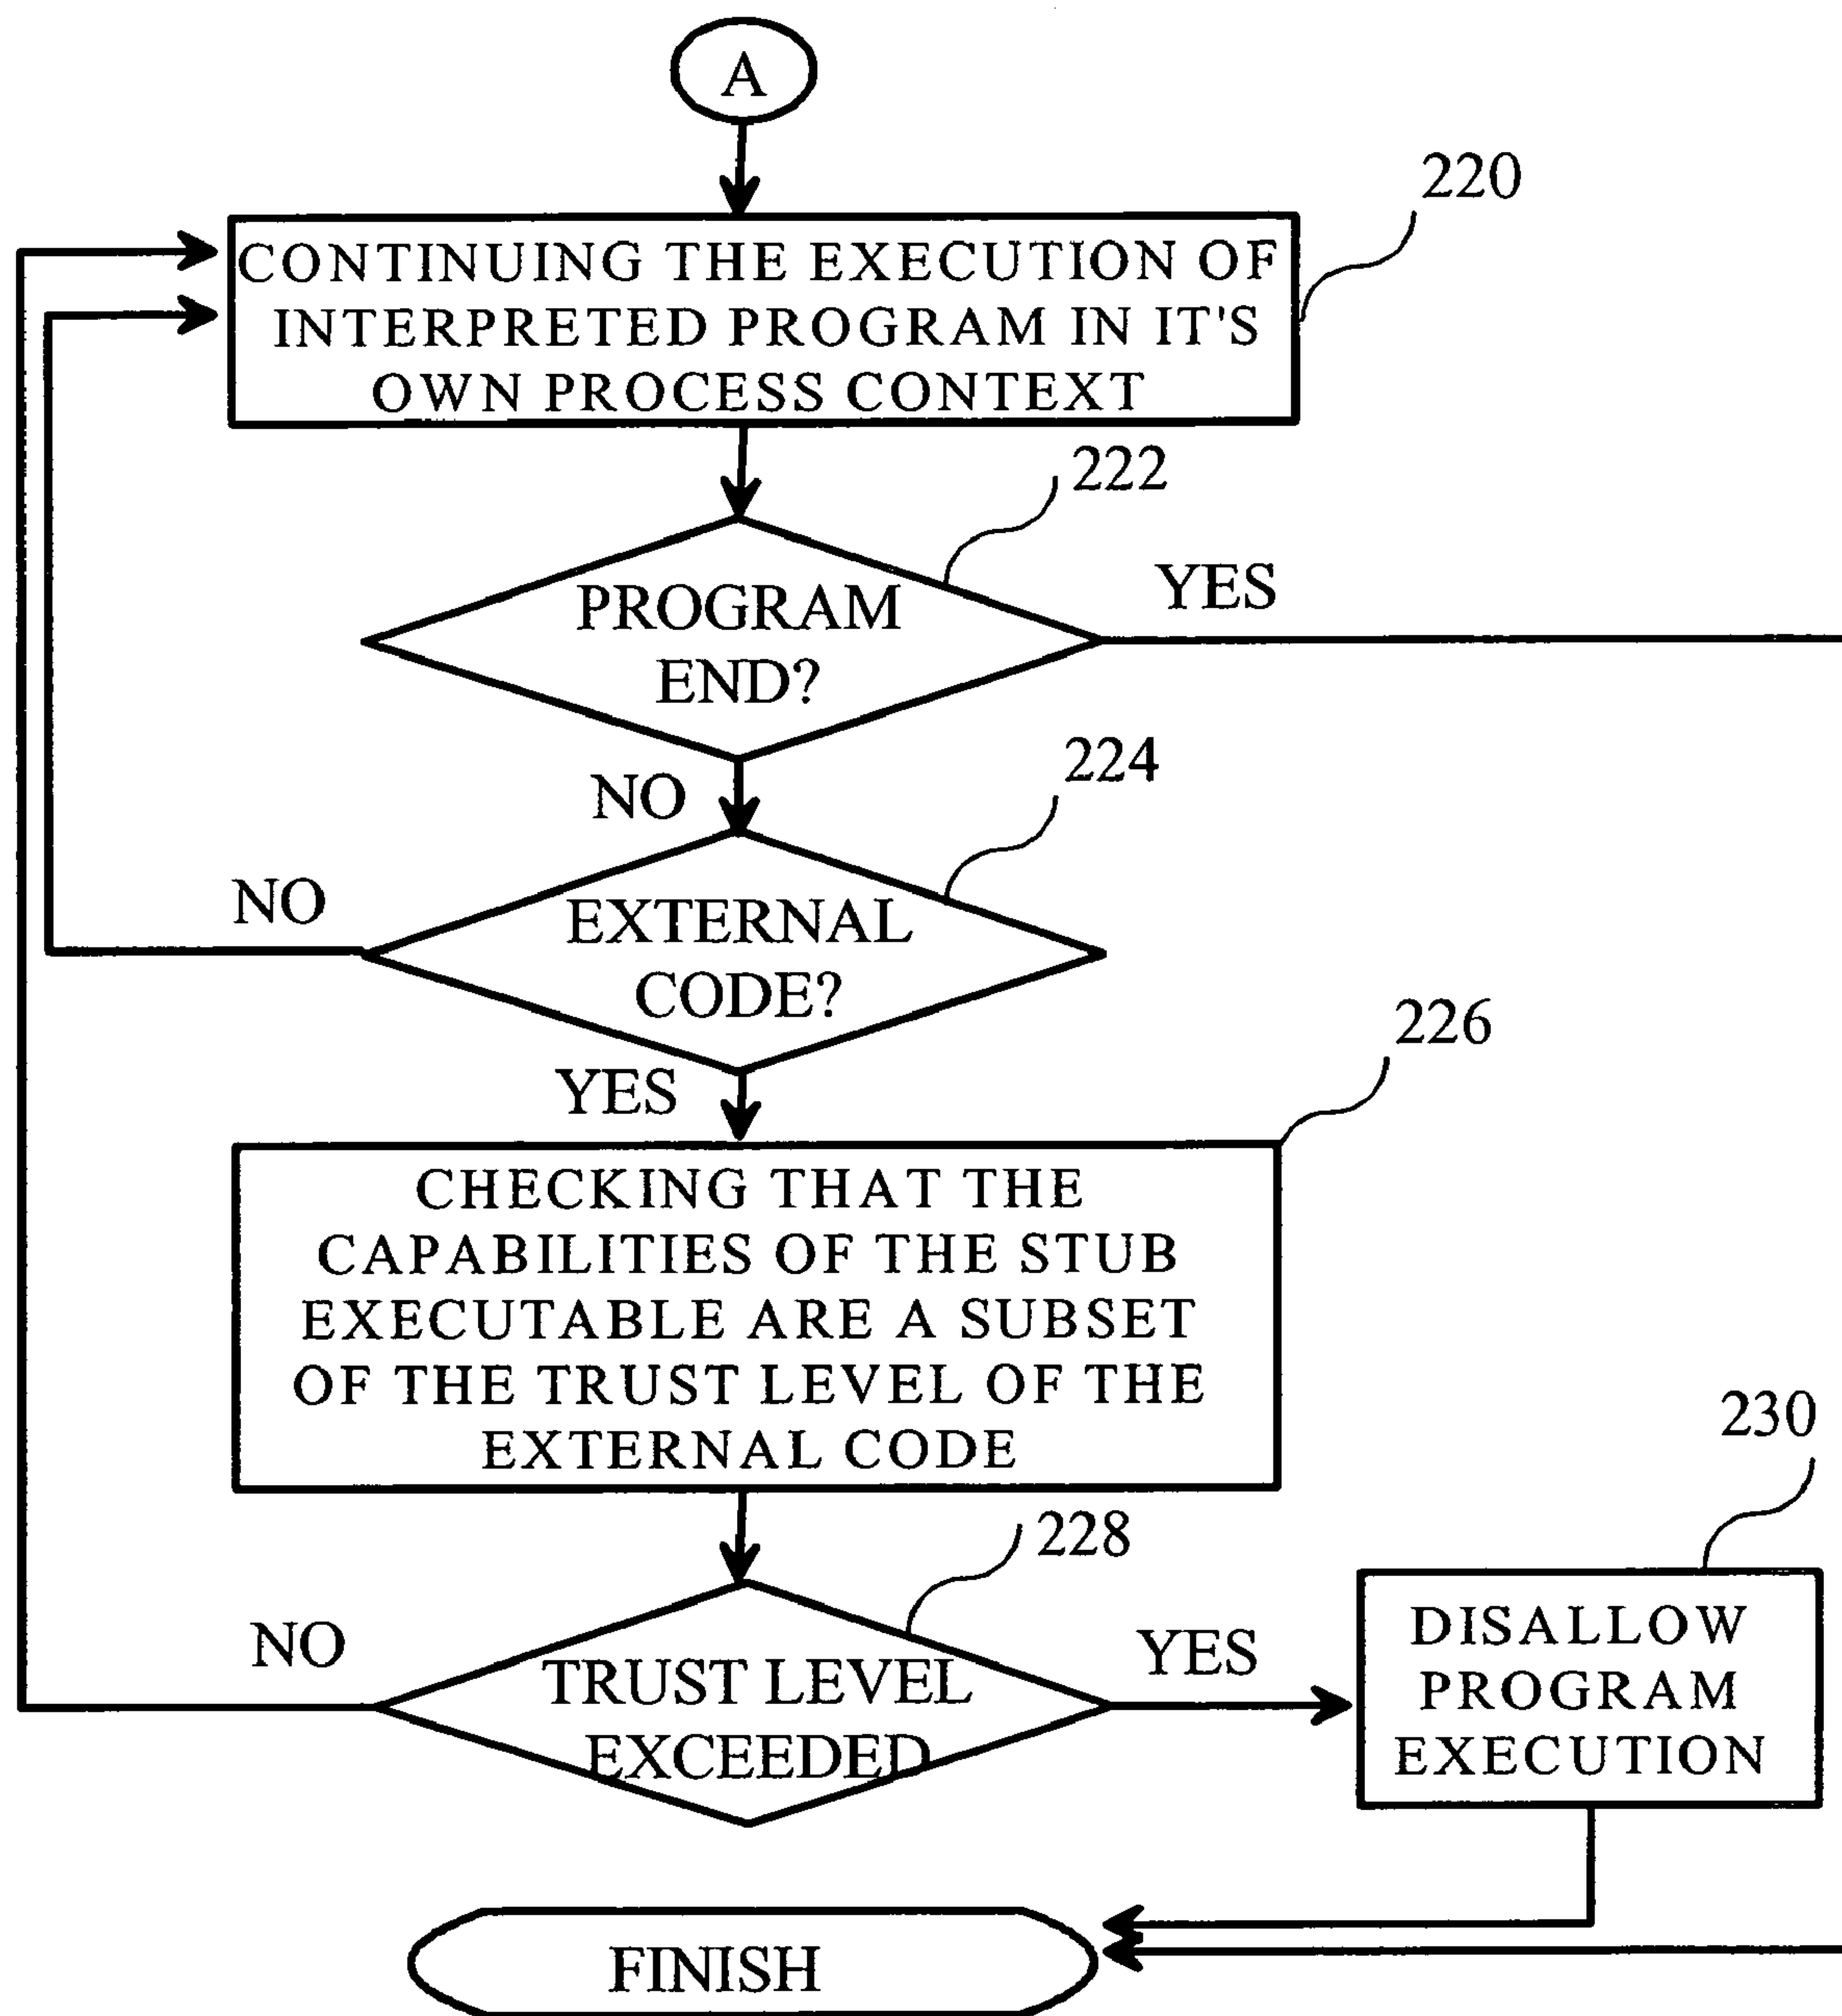 A
220
CONTINUING THE EXECUTION OF
INTERPRETED PROGRAM IN IT'S
OWN PROCESS CONTEXT
222
YES
PROGRAM
END?
224
NO
NO
EXTERNAL
CODE?
226
YES
CHECKING THAT THE
CAPABILITIES OF THE STUB
EXECUTABLE ARE A SUBSET
OF THE TRUST LEVEL OF THE
EXTERNAL CODE
230
228
NO
YES
TRUST LEVEL
EXCEEDED
DISALLOW
PROGRAM
EXECUTION
FINISH